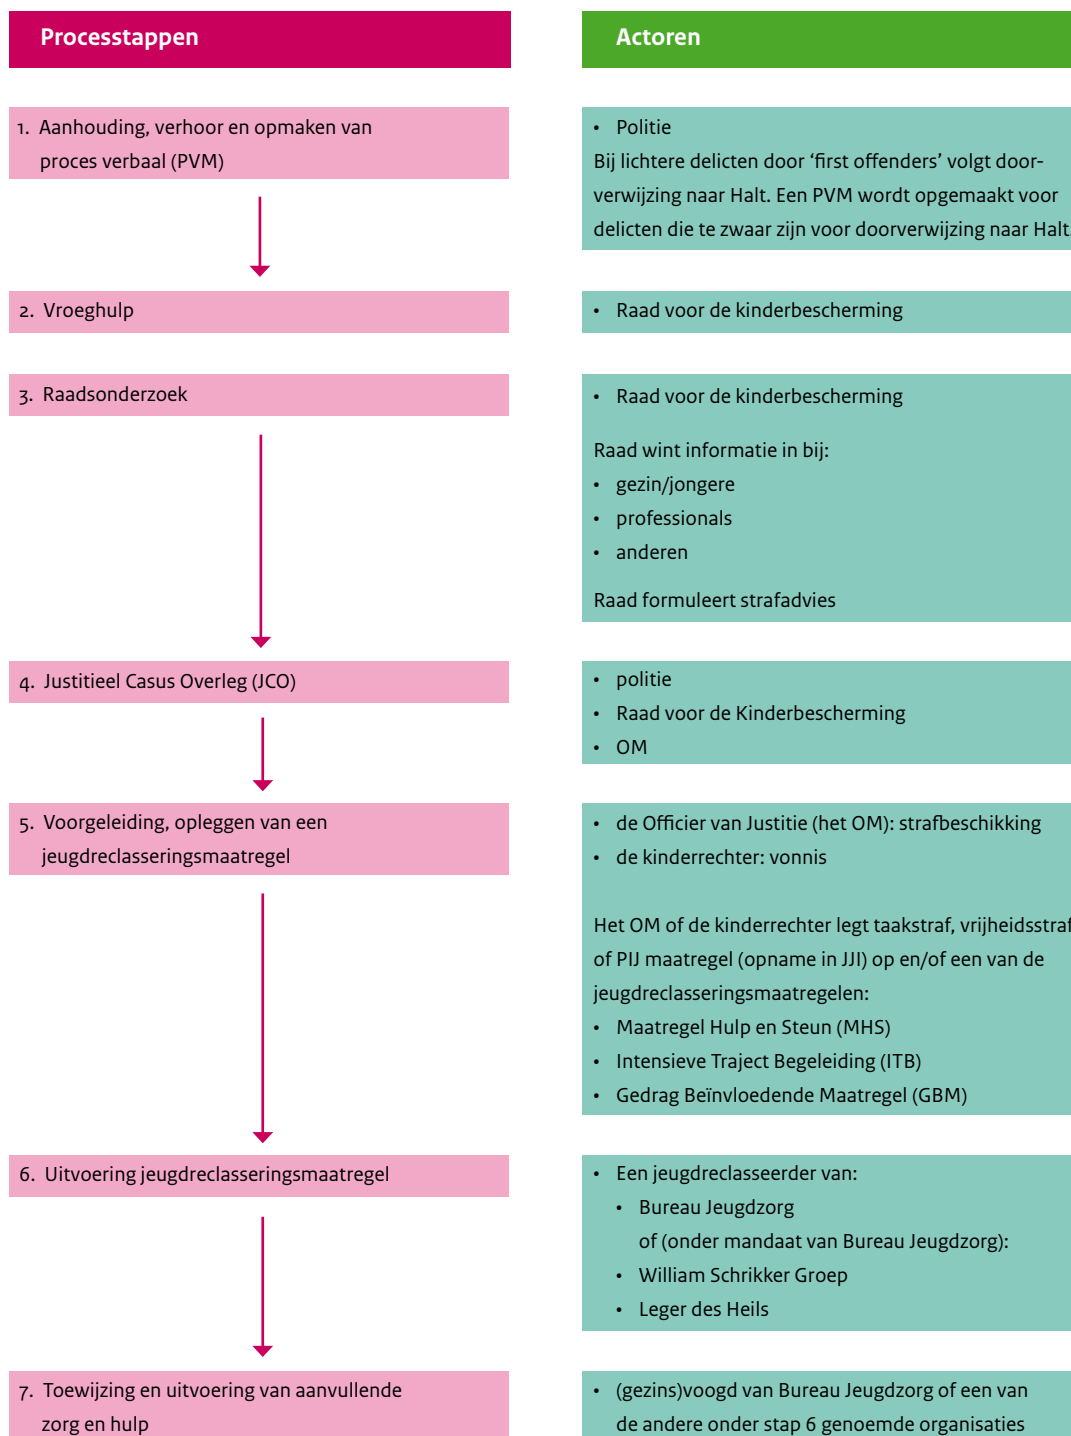 Processtappen
Actoren
1. Aanhouding, verhoor en opmaken van
proces verbaal (PVM)
• Politie
Bij lichtere delicten door ‘first offenders’ volgt door-
verwijzing naar Halt. Een PVM wordt opgemaakt voor
delicten die te zwaar zijn voor doorverwijzing naar Halt.
2. Vroeghulp
• Raad voor de kinderbescherming
3. Raadsonderzoek
• Raad voor de kinderbescherming
Raad wint informatie in bij:
• gezin/jongere
• professionals
• anderen
Raad formuleert strafadvies
4. Justitieel Casus Overleg (JCO)
• politie
• Raad voor de Kinderbescherming
• OM
5. Voorgeleiding, opleggen van een
jeugdreclasseringsmaatregel
• de Officier van Justitie (het OM): strafbeschikking
• de kinderrechter: vonnis
Het OM of de kinderrechter legt taakstraf, vrijheidsstraf
of PIJ maatregel (opname in JJI) op en/of een van de
jeugdreclasseringsmaatregelen:
• Maatregel Hulp en Steun (MHS)
• Intensieve Traject Begeleiding (ITB)
• Gedrag Beïnvloedende Maatregel (GBM)
6. Uitvoering jeugdreclasseringsmaatregel
• Een jeugdreclasseerder van:
• Bureau Jeugdzorg
of (onder mandaat van Bureau Jeugdzorg):
• William Schrikker Groep
• Leger des Heils
7. Toewijzing en uitvoering van aanvullende
zorg en hulp
• (gezins)voogd van Bureau Jeugdzorg of een van
de andere onder stap 6 genoemde organisaties